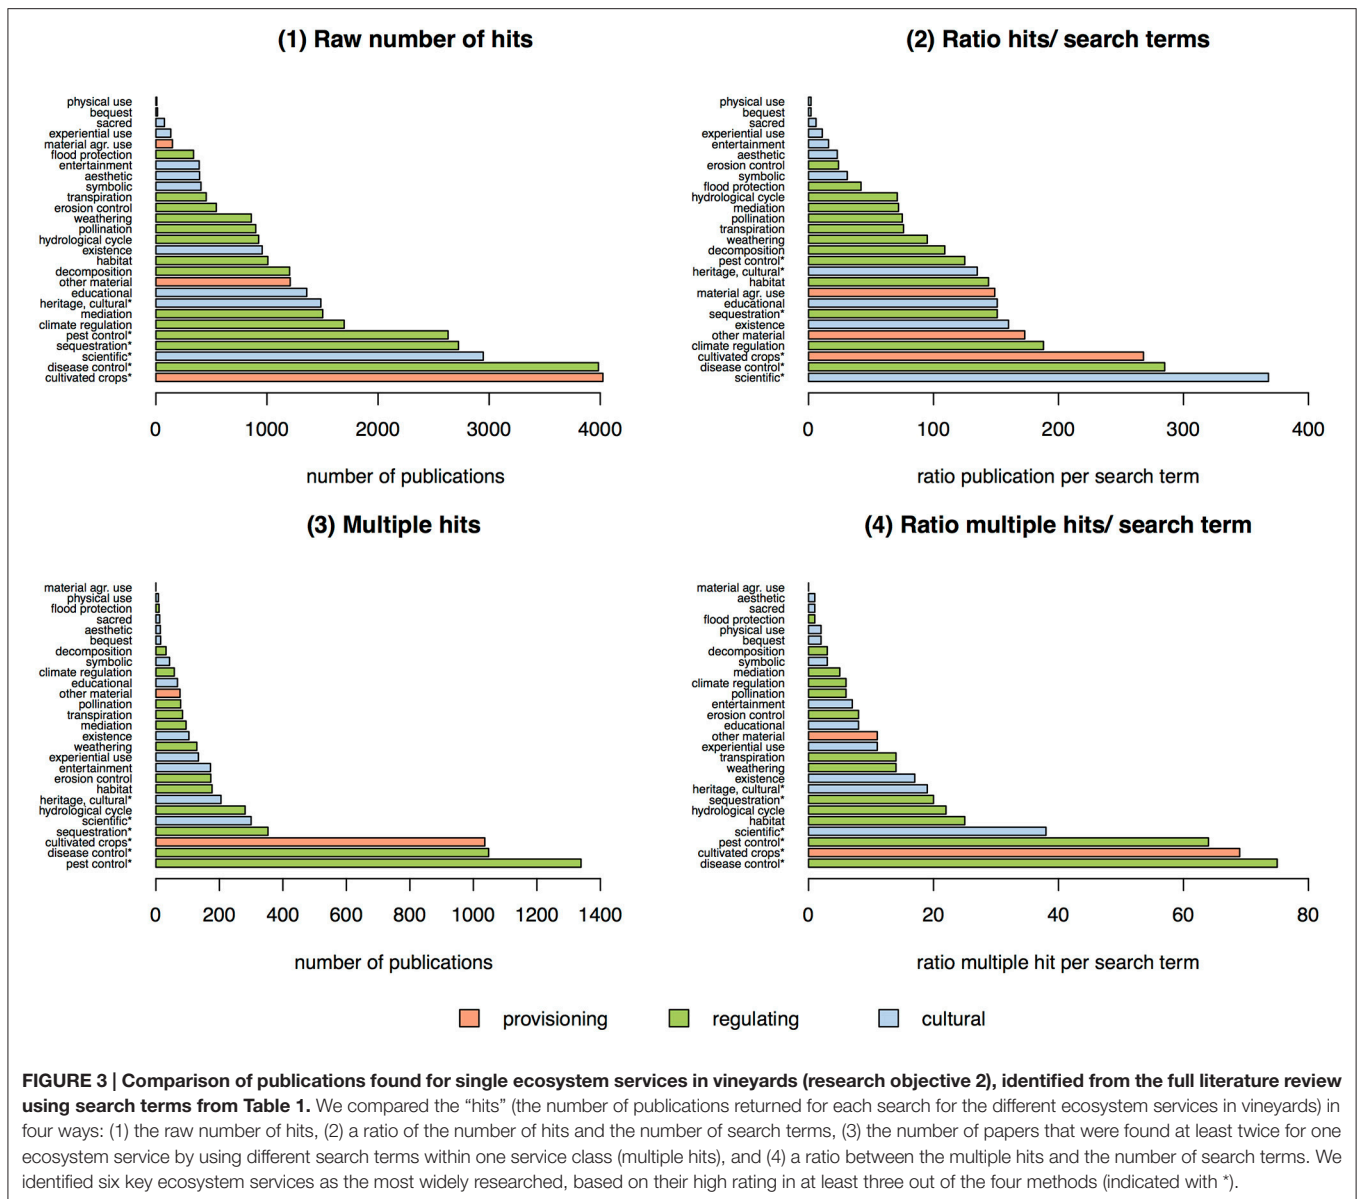 (1) Raw number of hits
physical use
bequest
sacred
experiential use
material agr. use
flood protection
entertainment
aesthetic
symbolic
transpiration
erosion control
weathering
pollination
hydrological cycle
existence
habitat
decomposition
other material
educational
heritage, cultural*
mediation
climate regulation
pest control*
sequestration*
scientific*
disease control*
cultivated crops*
0 1000 2000 3000 4000
number of publications
(2) Ratio hits/ search terms
physical use
bequest
sacred
experiential use
entertainment
aesthetic
erosion control
symbolic
flood protection
hydrological cycle
mediation
pollination
transpiration
weathering
decomposition
pest control*
heritage, cultural*
habitat
material agr. use
educational
sequestration*
existence
other material
climate regulation
cultivated crops*
disease control*
scientific*
0 100 200 300 400
ratio publication per search term
(3) Multiple hits
material agr. use
physical use
flood protection
sacred
aesthetic
bequest
decomposition
symbolic
climate regulation
educational
other material
pollination
transpiration
mediation
existence
weathering
experiential use
entertainment
erosion control
habitat
heritage, cultural*
hydrological cycle
scientific*
sequestration*
cultivated crops*
disease control*
pest control*
0 200 400 600 800 1000 1200 1400
number of publications
(4) Ratio multiple hits/ search term
material agr. use
aesthetic
sacred
flood protection
physical use
bequest
decomposition
symbolic
mediation
climate regulation
pollination
entertainment
erosion control
educational
other material
experiential use
transpiration
weathering
existence
heritage, cultural*
sequestration*
hydrological cycle
habitat
scientific*
pest control*
cultivated crops*
disease control*
0 20 40 60 80
ratio multiple hit per search term
provisioning regulating cultural
FIGURE 3 | Comparison of publications found for single ecosystem services in vineyards (research objective 2), identified from the full literature review
using search terms from Table 1. We compared the “hits” (the number of publications returned for each search for the different ecosystem services in vineyards) in
four ways: (1) the raw number of hits, (2) a ratio of the number of hits and the number of search terms, (3) the number of papers that were found at least twice for one
ecosystem service by using different search terms within one service class (multiple hits), and (4) a ratio between the multiple hits and the number of search terms. We
identified six key ecosystem services as the most widely researched, based on their high rating in at least three out of the four methods (indicated with *).